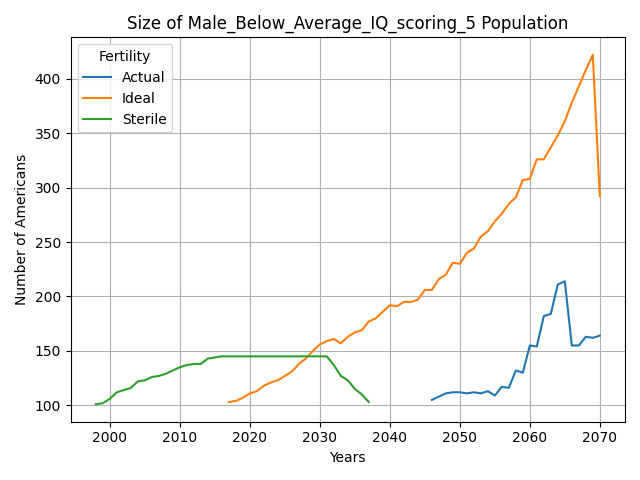 Size of Male_Below_Average_IQ_scoring_5 Population
Fertility
Actual
Ideal
Sterile
Number of Americans
400
350
300
250
200
150
100
2000 2010 2020 2030 2040 2050 2060 2070
Years